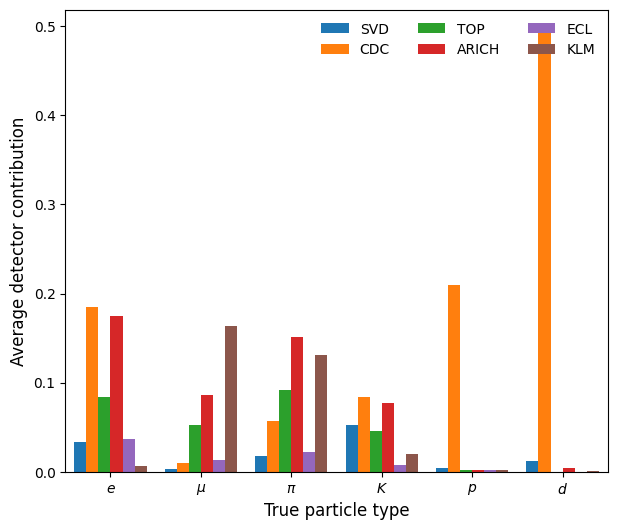 SVD TOP ECL
CDC ARICH KLM
0.5
0.4
0.3
0.2
0.1
0.0
Average detector contribution
e μ π K p d
True particle type